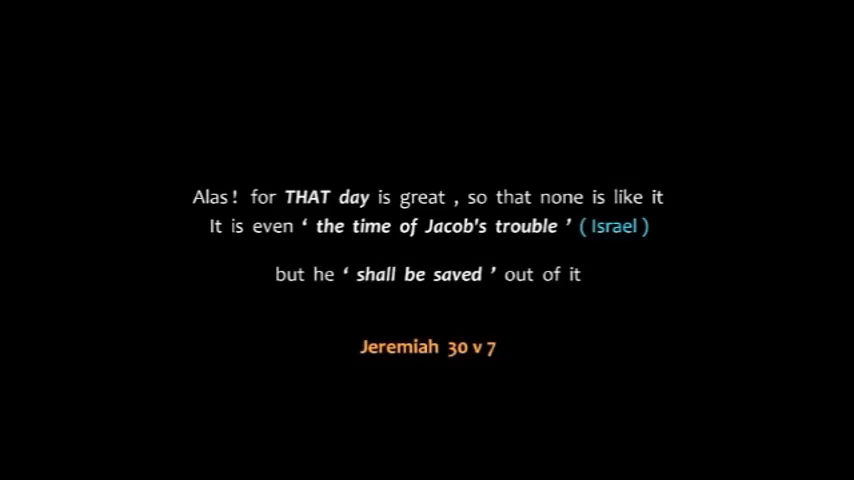 Alas! for THAT day is great , so that none is like it
It is even ‘ the time of Jacob's trouble ’ ( Israel )
but he ‘ shall be saved ’ out of it
Jeremiah 30 v 7